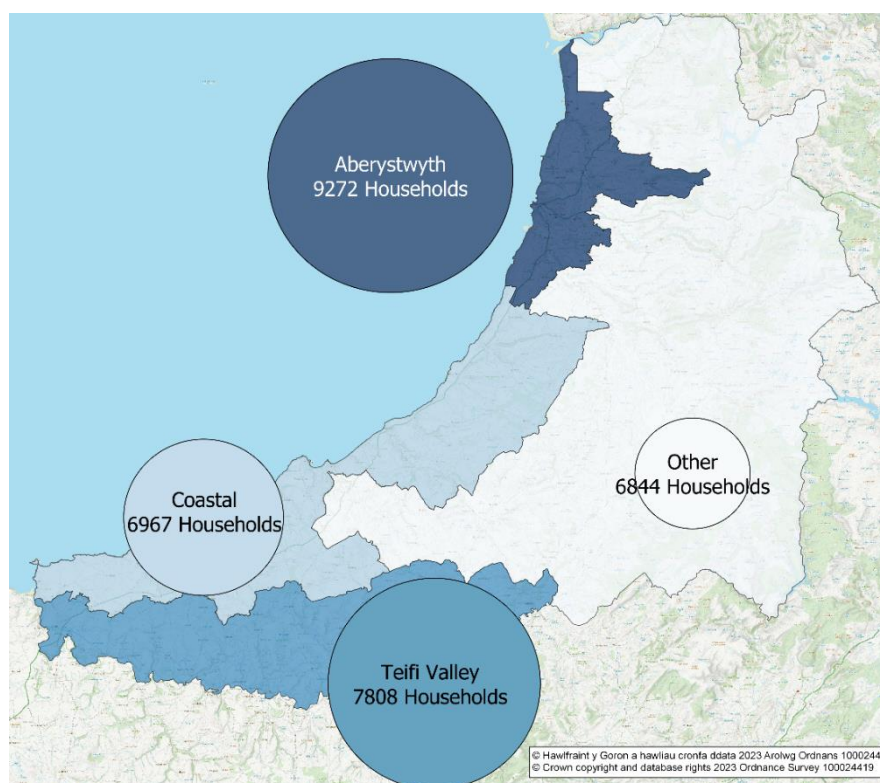 Aberystwyth
9272 Households
Other
6844 Households
Coastal
6967 Households
Teifi Valley
7808 Households
© Hawlfraint y Goron a hawliau cronfa ddata 2023 Arolwg Ordnans 1000244
© Crown copyright and database rights 2023 Ordnance Survey 100024419